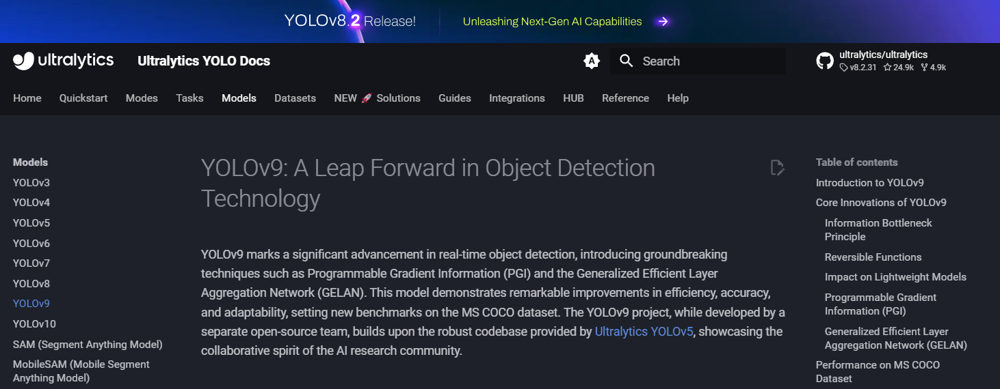 YOLOv8.2 Release!
Unleashing Next-Gen AI Capabilities
ultralytics
Ultralytics YOLO Docs
A
Search
ultralytics/ultralytics
v8.2.31 24.9k 4.9k
Home Quickstart Modes Tasks Models Datasets NEW 🚀 Solutions Guides Integrations HUB Reference Help
Models
YOLOv3
YOLOv4
YOLOv5
YOLOv6
YOLOv7
YOLOv8
YOLOv9
YOLOv10
SAM (Segment Anything Model)
MobileSAM (Mobile Segment
Anything Model)
YOLOv9: A Leap Forward in Object Detection
Technology
YOLOv9 marks a significant advancement in real-time object detection, introducing groundbreaking
techniques such as Programmable Gradient Information (PGI) and the Generalized Efficient Layer
Aggregation Network (GELAN). This model demonstrates remarkable improvements in efficiency, accuracy,
and adaptability, setting new benchmarks on the MS COCO dataset. The YOLOv9 project, while developed by a
separate open-source team, builds upon the robust codebase provided by Ultralytics YOLOv5, showcasing the
collaborative spirit of the AI research community.
Table of contents
Introduction to YOLOv9
Core Innovations of YOLOv9
Information Bottleneck
Principle
Reversible Functions
Impact on Lightweight Models
Programmable Gradient
Information (PGI)
Generalized Efficient Layer
Aggregation Network (GELAN)
Performance on MS COCO
Dataset